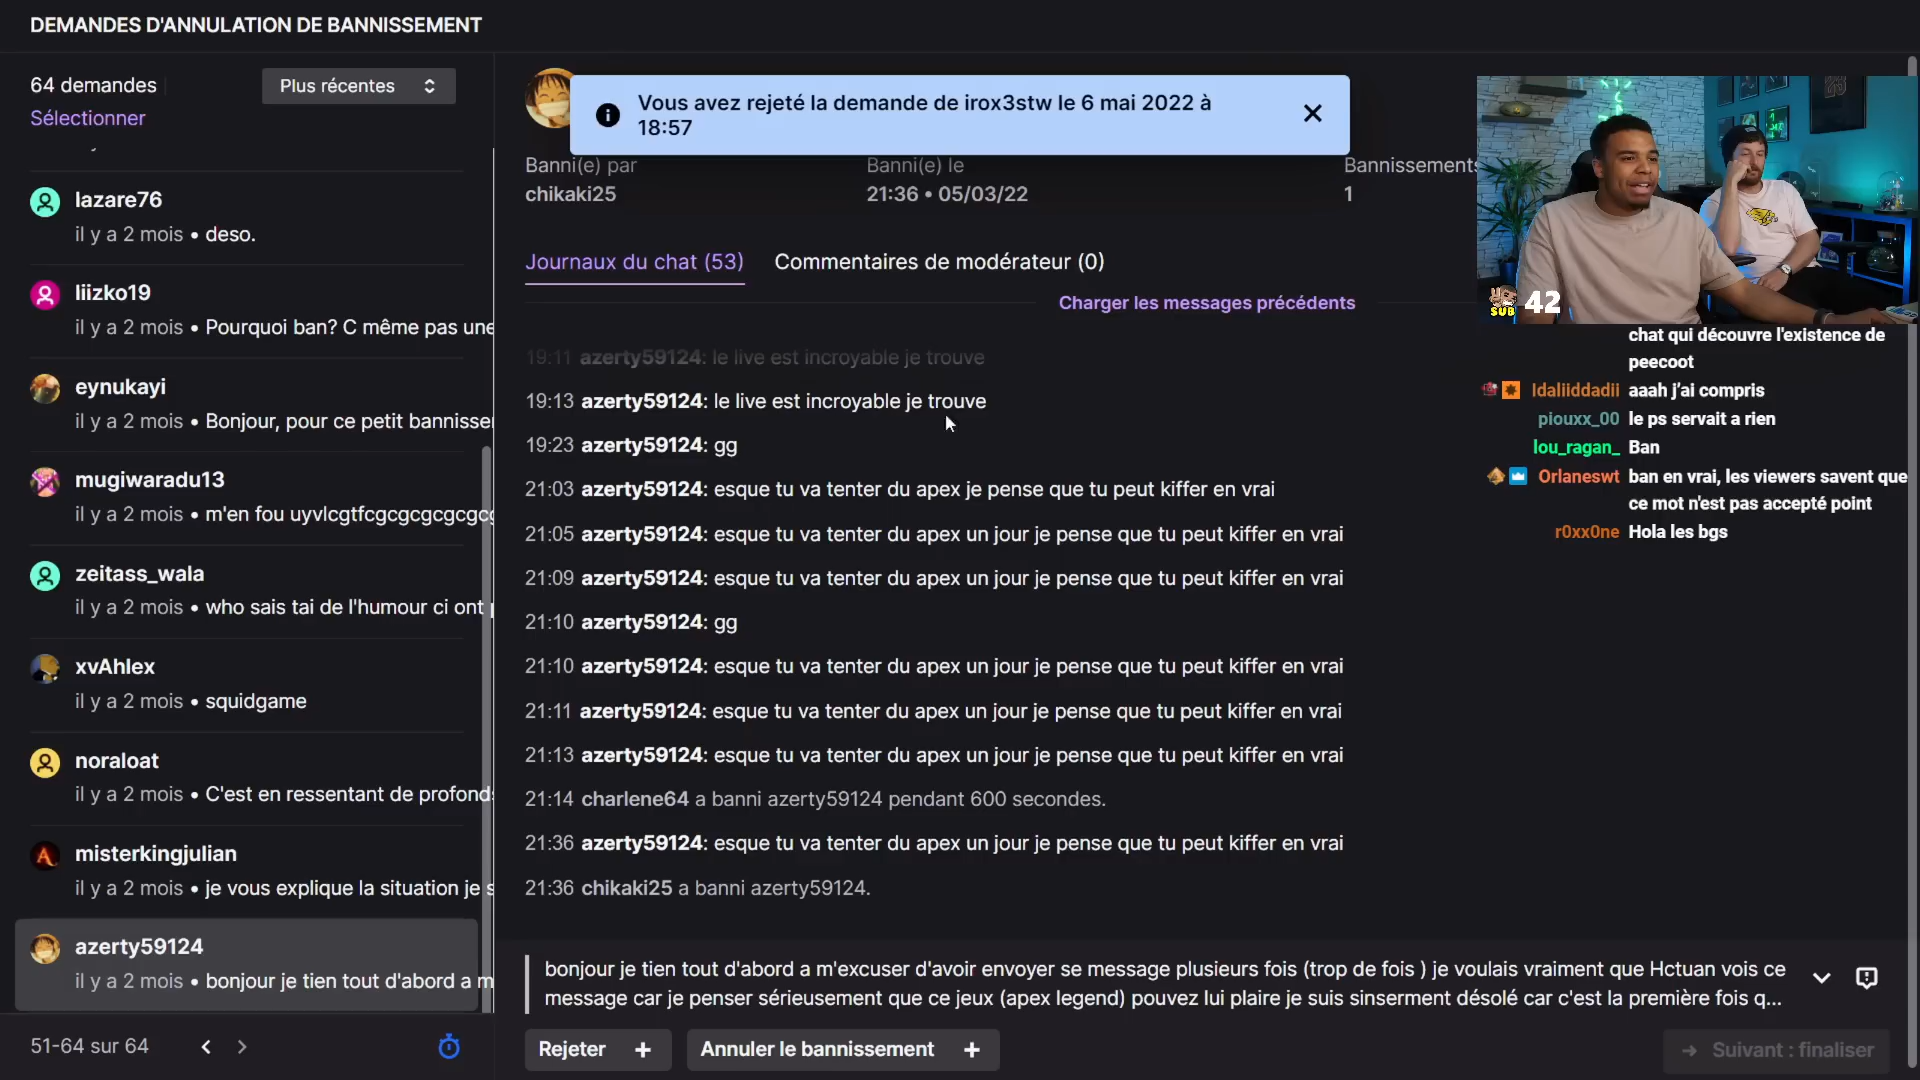 DEMANDES D'ANNULATION DE BANNISSEMENT
64 demandes
Plus récentes
Sélectionner
lazare76
il y a 2 mois • deso.
liizko19
il y a 2 mois • Pourquoi ban? C même pas une
eynukayi
il y a 2 mois • Bonjour, pour ce petit bannisse
mugiwaradu13
il y a 2 mois • m'en fou uyvlcgtfcgcgcgcgcgc
zeitass_wala
il y a 2 mois • who sais tai de l'humour ci ont
xvAhlex
il y a 2 mois • squidgame
noraloat
il y a 2 mois • C'est en ressentant de profond
misterkingjulian
il y a 2 mois • je vous explique la situation je s
azerty59124
il y a 2 mois • bonjour je tien tout d'abord a m
51-64 sur 64
Vous avez rejeté la demande de irox3stw le 6 mai 2022 à
18:57
Banni(e) par
chikaki25
Banni(e) le
21:36 • 05/03/22
Bannissements
1
Journaux du chat (53)
Commentaires de modérateur (0)
Charger les messages précédents
19:11 azerty59124: le live est incroyable je trouve
19:13 azerty59124: le live est incroyable je trouve
19:23 azerty59124: gg
21:03 azerty59124: esque tu va tenter du apex je pense que tu peut kiffer en vrai
21:05 azerty59124: esque tu va tenter du apex un jour je pense que tu peut kiffer en vrai
21:09 azerty59124: esque tu va tenter du apex un jour je pense que tu peut kiffer en vrai
21:10 azerty59124: gg
21:10 azerty59124: esque tu va tenter du apex un jour je pense que tu peut kiffer en vrai
21:11 azerty59124: esque tu va tenter du apex un jour je pense que tu peut kiffer en vrai
21:13 azerty59124: esque tu va tenter du apex un jour je pense que tu peut kiffer en vrai
21:14 charlene64 a banni azerty59124 pendant 600 secondes.
21:36 azerty59124: esque tu va tenter du apex un jour je pense que tu peut kiffer en vrai
21:36 chikaki25 a banni azerty59124.
bonjour je tien tout d'abord a m'excuser d'avoir envoyer se message plusieurs fois (trop de fois ) je voulais vraiment que Hctuan vois ce
message car je penser sérieusement que ce jeux (apex legend) pouvez lui plaire je suis sinserment désolé car c'est la première fois q...
Rejeter +
Annuler le bannissement +
Suivant : finaliser
SUB 42
chat qui découvre l'existence de
peecoot
ldaliiddadii aaah j'ai compris
piouxx_00 le ps servait a rien
lou_ragan_ Ban
Orlaneswt ban en vrai, les viewers savent que
ce mot n'est pas accepté point
r0xx0ne Hola les bgs